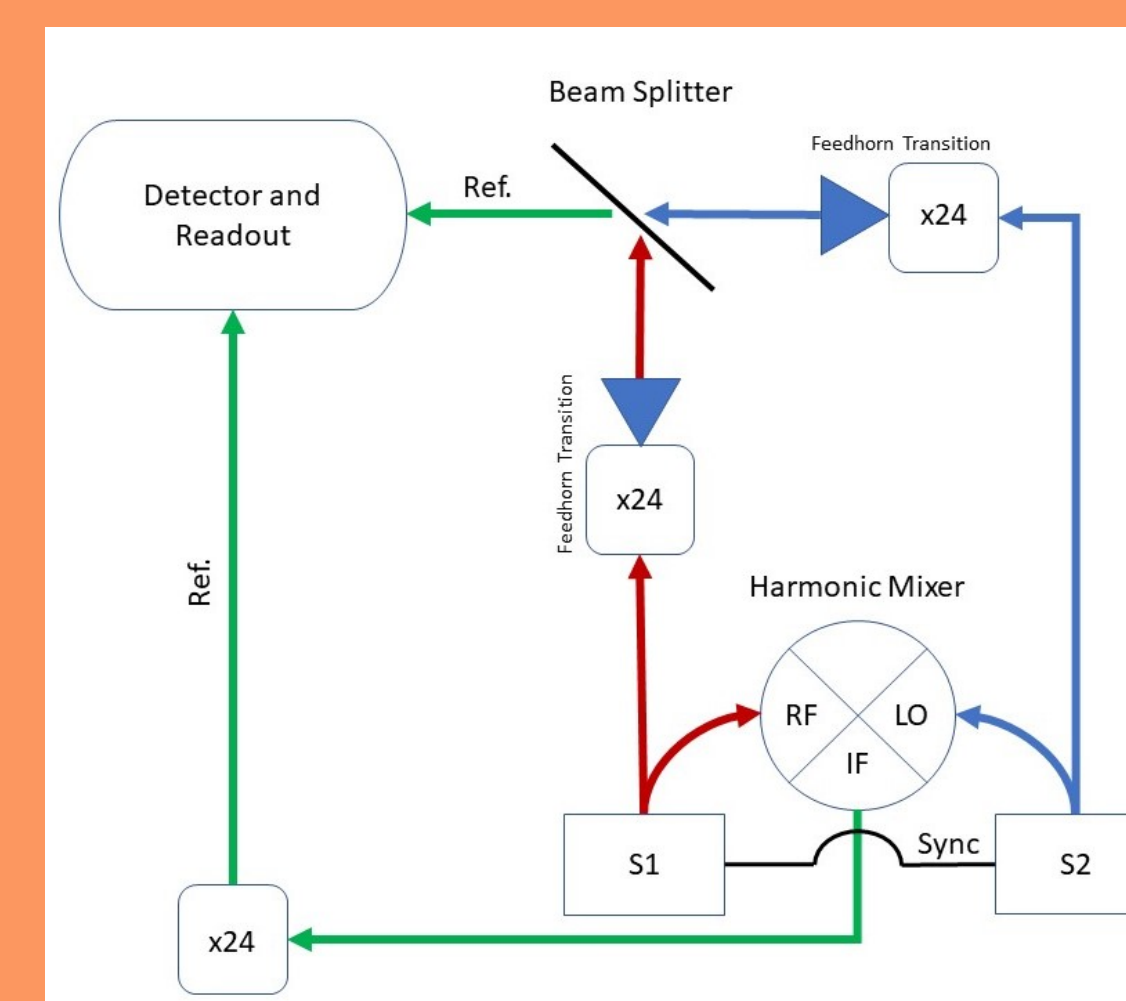 Beam Splitter
Feedhorn Transition
Detector and
Readout
Ref.
x24
Feedhorn Transition
x24
Ref.
Harmonic Mixer
RF
LO
IF
Sync
S1
S2
x24